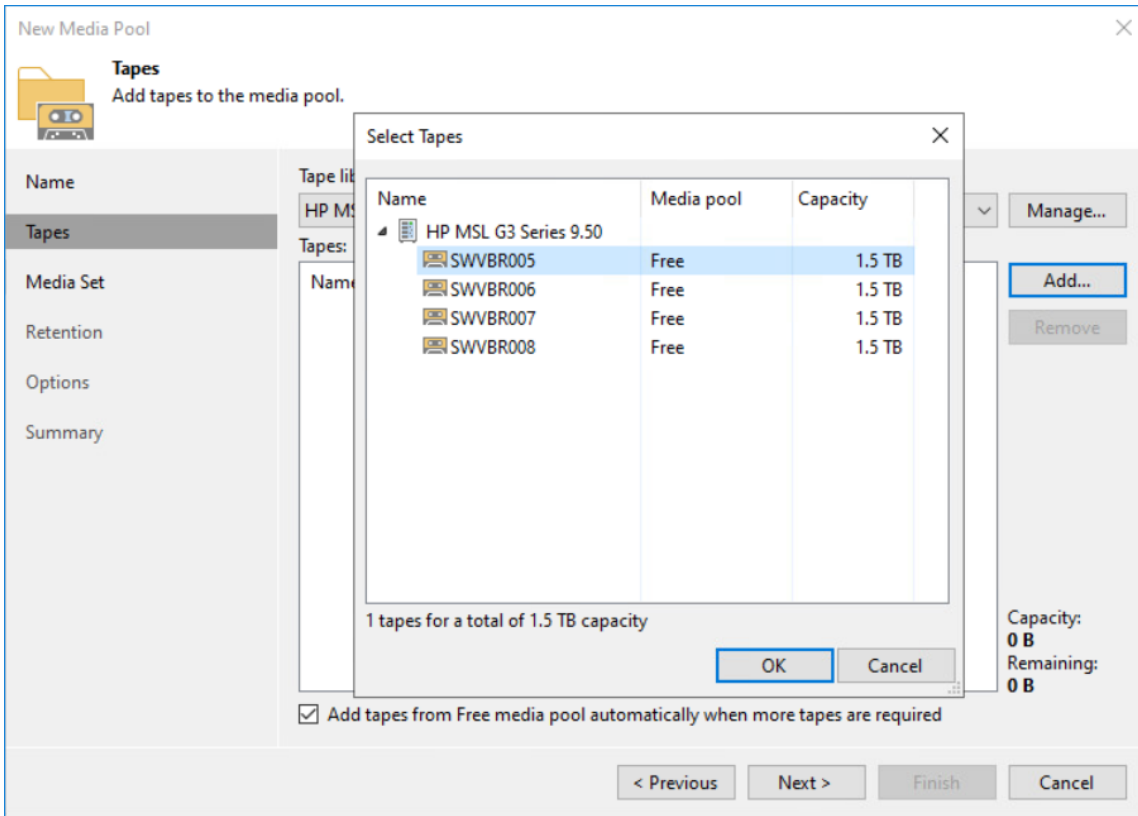 New Media Pool
Tapes
Add tapes to the media pool.
Name
Tapes
Media Set
Retention
Options
Summary
Tape lib
HP MS
Manage...
Tapes:
Name
Add...
Remove
Select Tapes
Name Media pool Capacity
HP MSL G3 Series 9.50
SWVBR005 Free 1.5 TB
SWVBR006 Free 1.5 TB
SWVBR007 Free 1.5 TB
SWVBR008 Free 1.5 TB
1 tapes for a total of 1.5 TB capacity
OK Cancel
Capacity:
0 B
Remaining:
0 B
Add tapes from Free media pool automatically when more tapes are required
< Previous Next > Finish Cancel